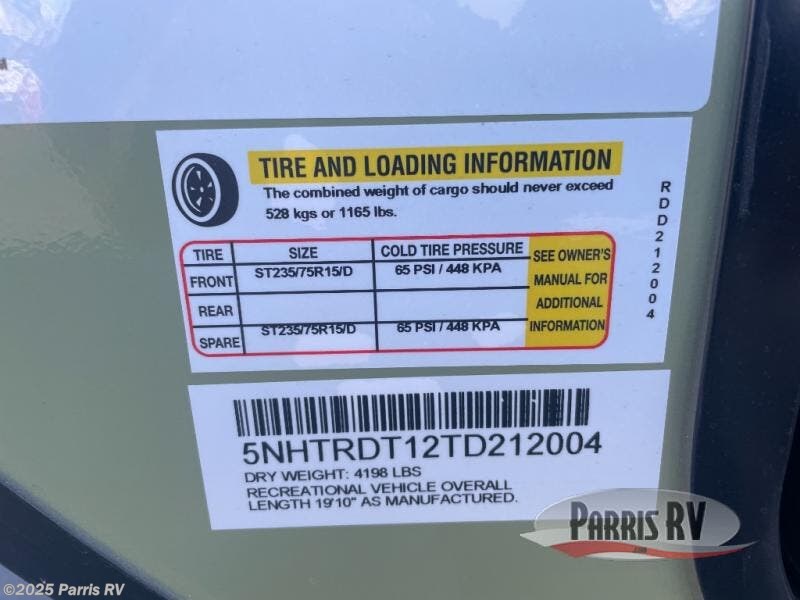 TIRE AND LOADING INFORMATION
The combined weight of cargo should never exceed
528 kgs or 1165 lbs.
TIRE SIZE COLD TIRE PRESSURE SEE OWNER'S MANUAL FOR ADDITIONAL INFORMATION
FRONT ST235/75R15/D 65 PSI / 448 KPA
REAR
SPARE ST235/75R15/D 65 PSI / 448 KPA
RDD212004
5NHTRDT12TD212004
DRY WEIGHT: 4198 LBS
RECREATIONAL VEHICLE OVERALL
LENGTH 19'10" AS MANUFACTURED.
PARRIS RV
©2025 Parris RV